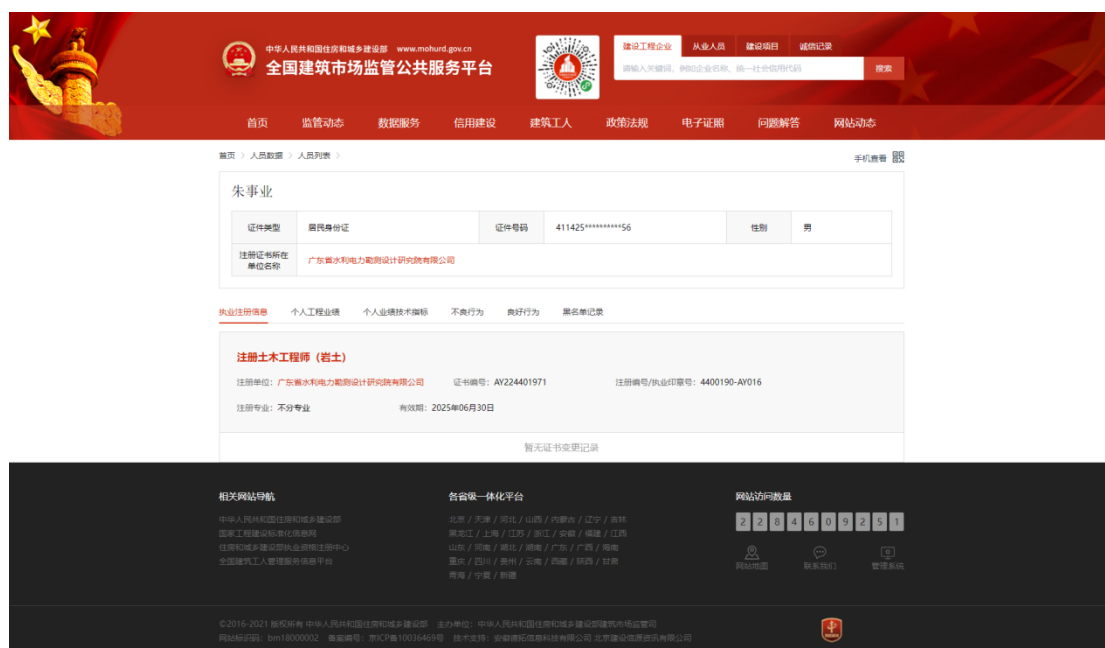 中华人民共和国住房和城乡建设部 www.mohurd.gov.cn
全国建筑市场监管公共服务平台
建设工程企业 从业人员 建设项目 诚信记录
请输入关键词，例如企业名称、统一社会信用代码 搜索
首页 监管动态 数据服务 信用建设 建筑工人 政策法规 电子证照 问题解答 网站动态
首页 > 人员数据 > 人员列表 >
手机查看
朱事业
证件类型 居民身份证 证件号码 411425**********56 性别 男
注册证书所在
单位名称
广东省水利电力勘测设计研究院有限公司
执业注册信息 个人工程业绩 个人业绩技术指标 不良行为 良好行为 黑名单记录
注册土木工程师（岩土）
注册单位：广东省水利电力勘测设计研究院有限公司 证书编号：AY224401971 注册编号/执业印章号：4400190-AY016
注册专业：不分专业 有效期：2025年06月30日
暂无证书变更记录
相关网站导航
中华人民共和国住房和城乡建设部
国家工程建设标准化信息网
住房和城乡建设部执业资格注册中心
全国建筑工人管理服务信息平台
各省级一体化平台
北京 / 天津 / 河北 / 山西 / 内蒙古 / 辽宁 / 吉林
黑龙江 / 上海 / 江苏 / 浙江 / 安徽 / 福建 / 江西
山东 / 河南 / 湖北 / 湖南 / 广东 / 广西 / 海南
重庆 / 四川 / 贵州 / 云南 / 西藏 / 陕西 / 甘肃
青海 / 宁夏 / 新疆
网站访问数量
2 2 8 4 6 0 9 2 5 1
网站地图 联系我们 管理系统
©2016-2021 版权所有 中华人民共和国住房和城乡建设部 主办单位：中华人民共和国住房和城乡建设部建筑市场监管司
网站标识码：bm18000002 备案编号：京ICP备10036469号 技术支持：安徽德拓信息科技有限公司 北京建设信源资讯有限公司